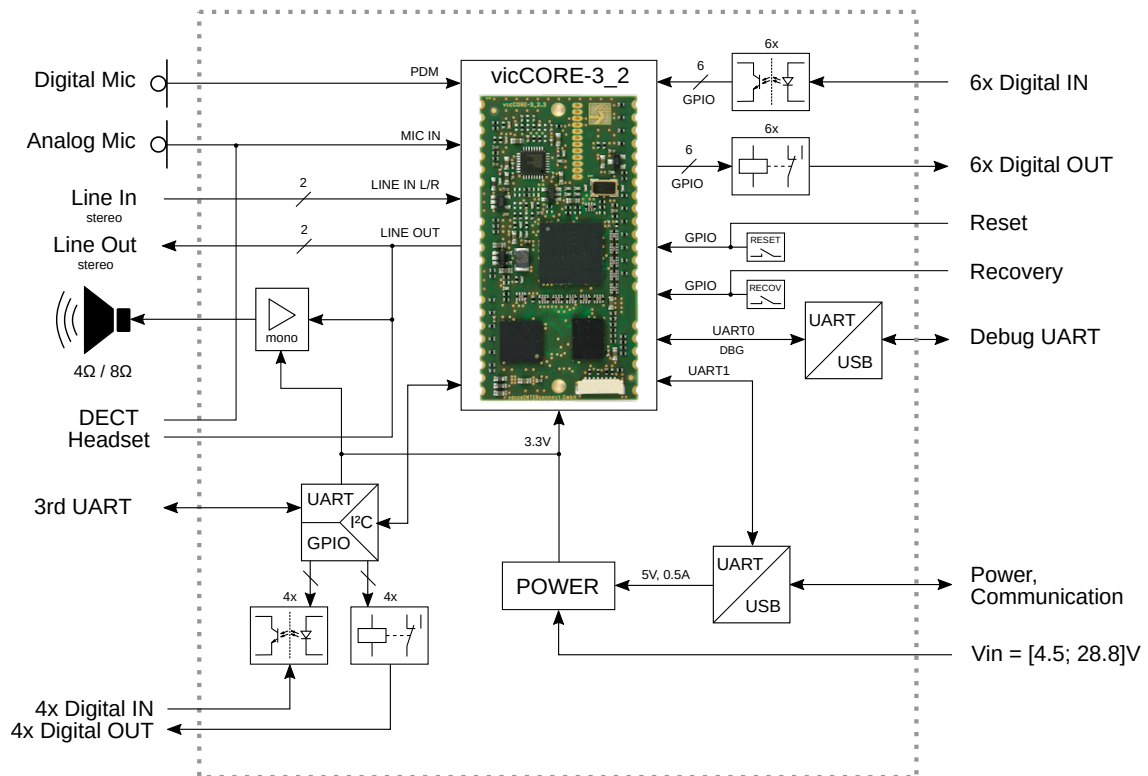 vicCORE-3_2
vicCORE-3_2.3
Digital Mic
PDM
Analog Mic
MIC IN
Line In
stereo
2
LINE IN L/R
Line Out
stereo
2
LINE OUT
mono
4Ω / 8Ω
DECT
Headset
3.3V
3rd UART
UART
I²C
GPIO
4x
4x
4x Digital IN
4x Digital OUT
6
GPIO
6x
6x Digital IN
6
GPIO
6x
6x Digital OUT
GPIO
RESET
Reset
GPIO
RECOV
Recovery
UART0
DBG
UART
USB
Debug UART
UART1
POWER
5V, 0.5A
UART
USB
Power,
Communication
Vin = [4.5; 28.8]V